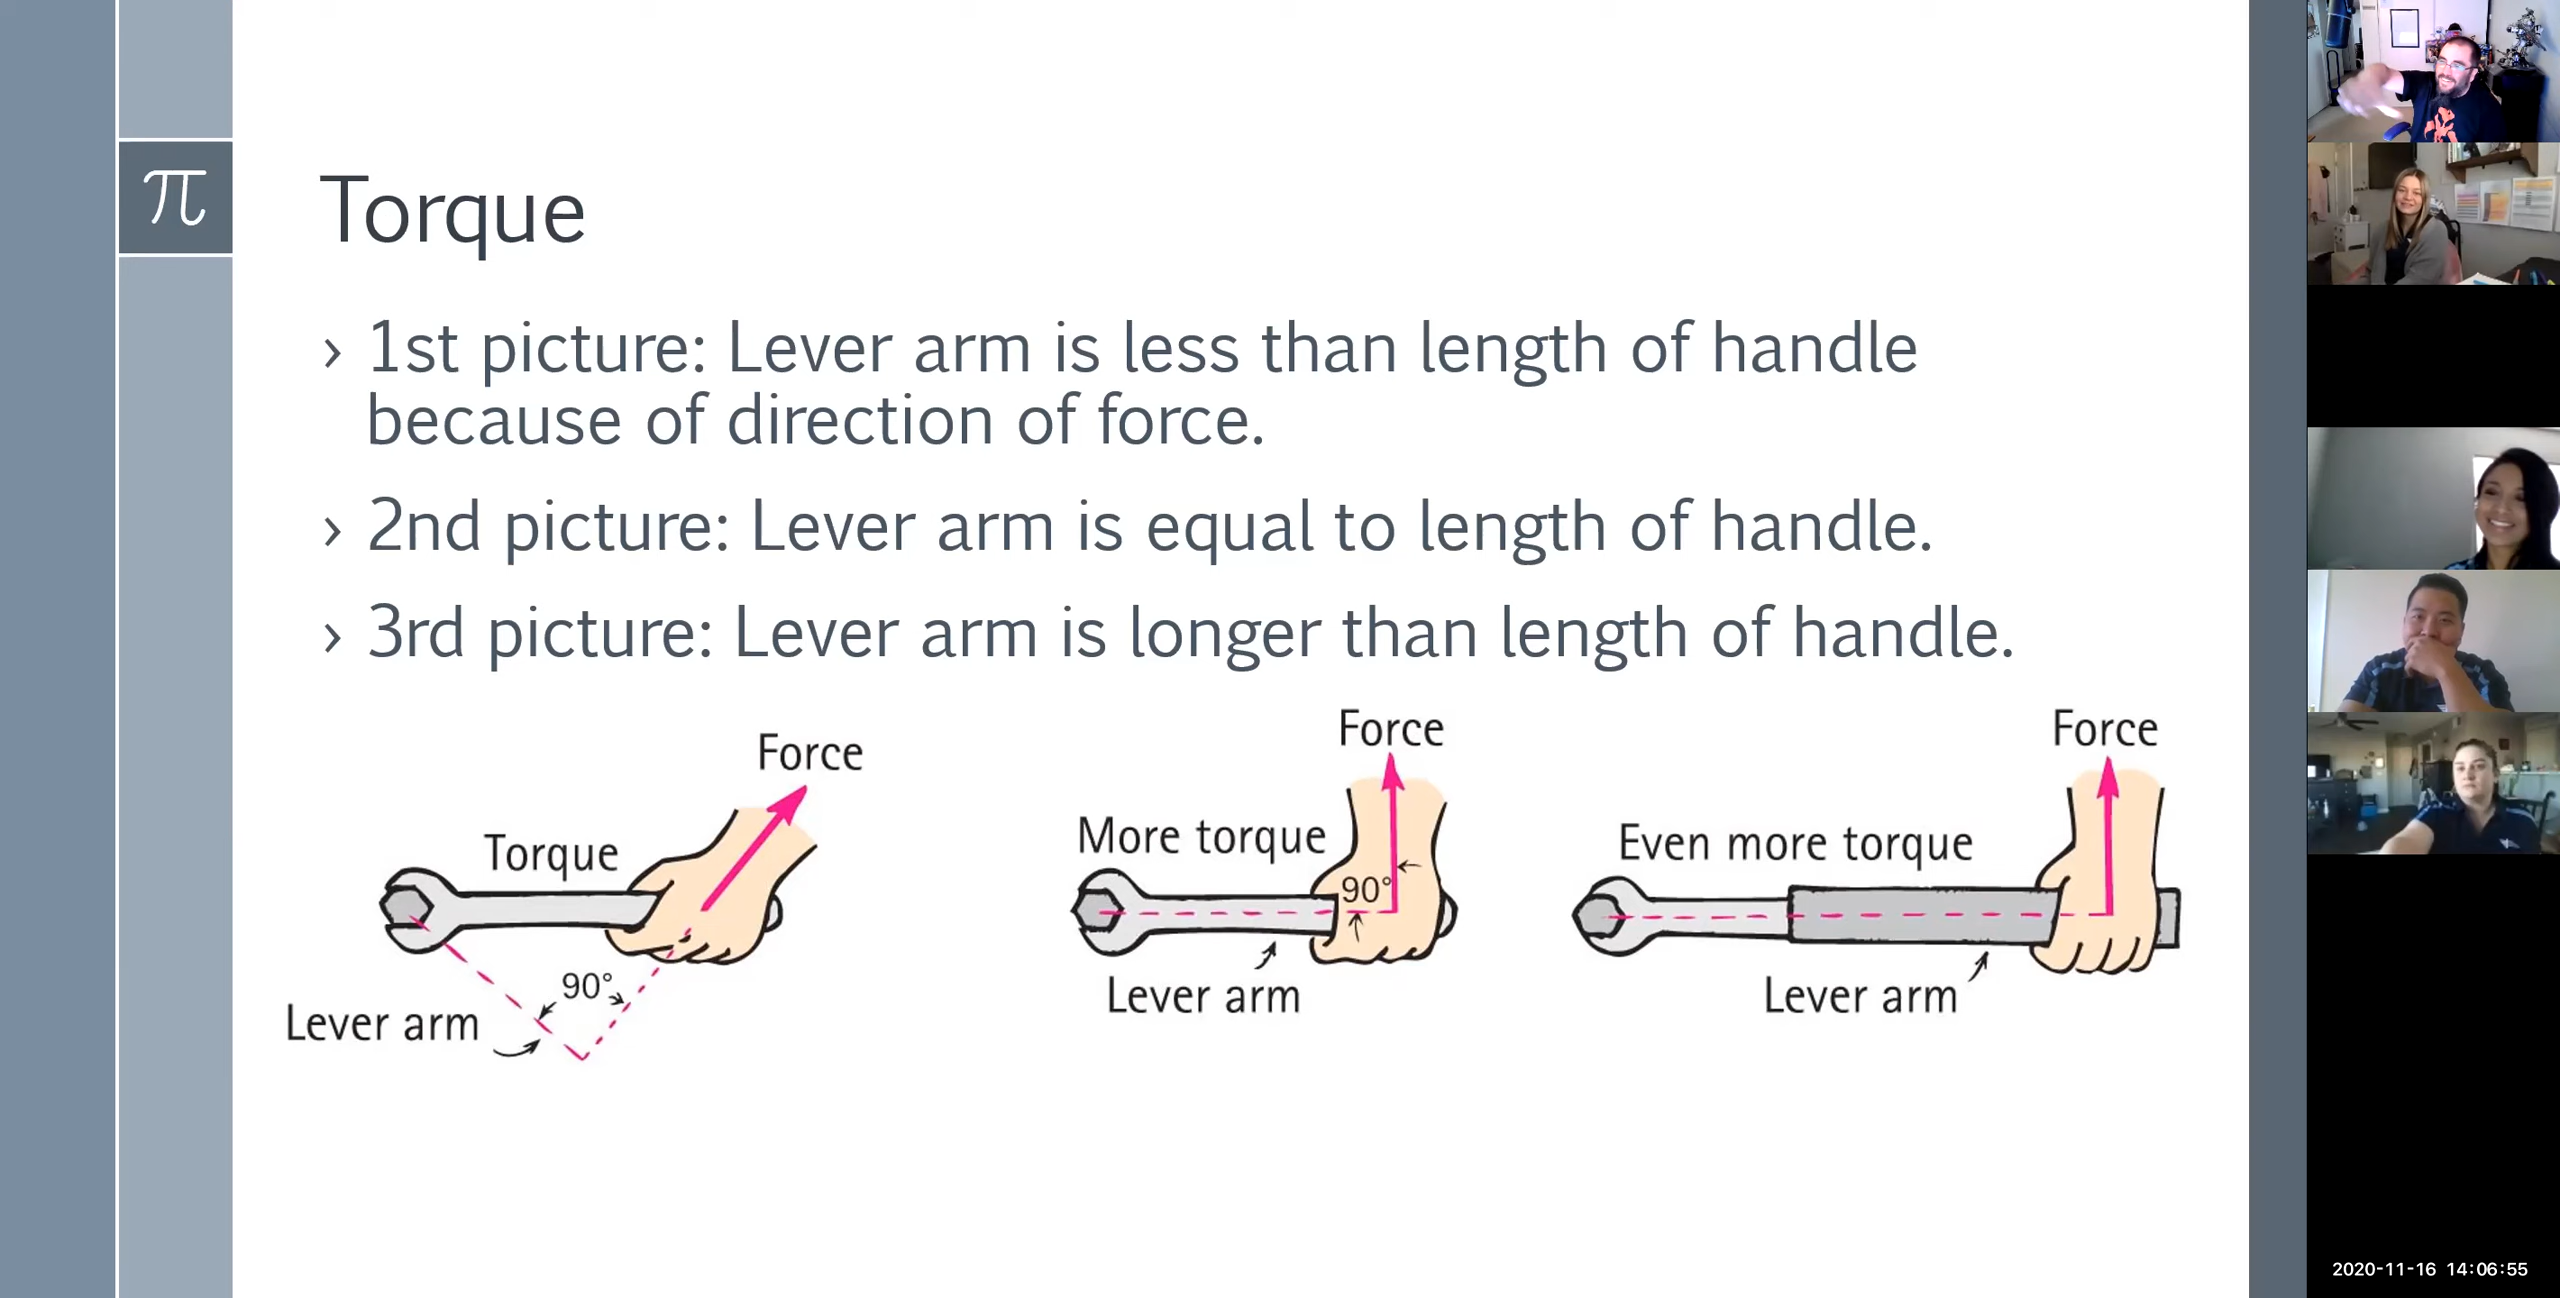 π
Torque
› 1st picture: Lever arm is less than length of handle
because of direction of force.
› 2nd picture: Lever arm is equal to length of handle.
› 3rd picture: Lever arm is longer than length of handle.
Force
Torque
90°
Lever arm
Force
More torque
90°
Lever arm
Force
Even more torque
Lever arm
2020-11-16 14:06:55